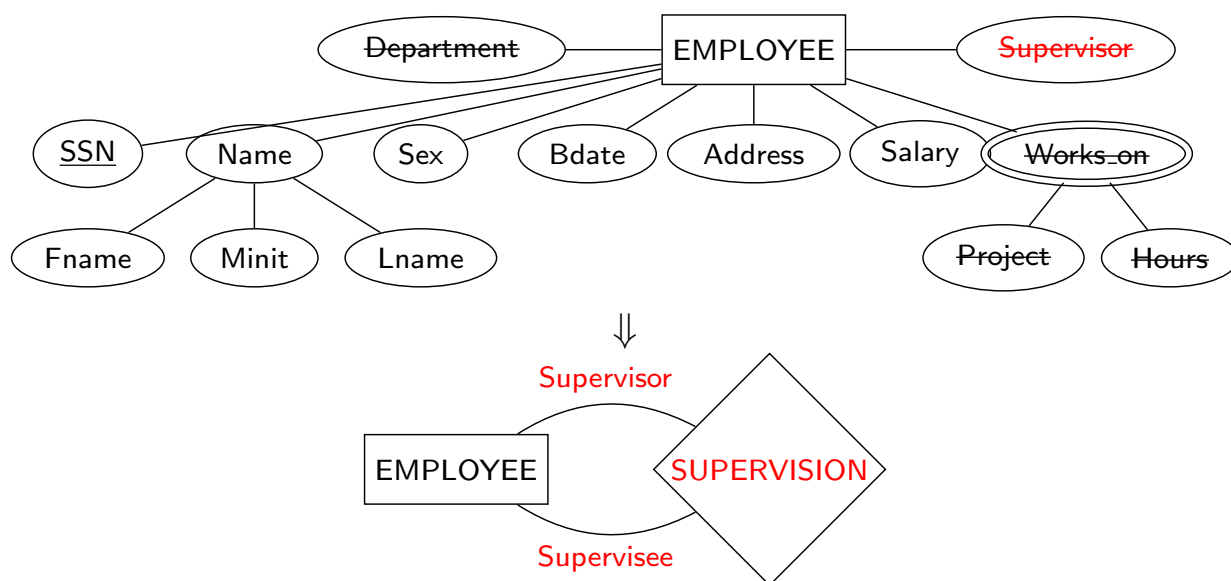 Department EMPLOYEE Supervisor
SSN Name Sex Bdate Address Salary Works_on
Fname Minit Lname Project Hours
⇓
Supervisor
EMPLOYEE SUPERVISION
Supervisee